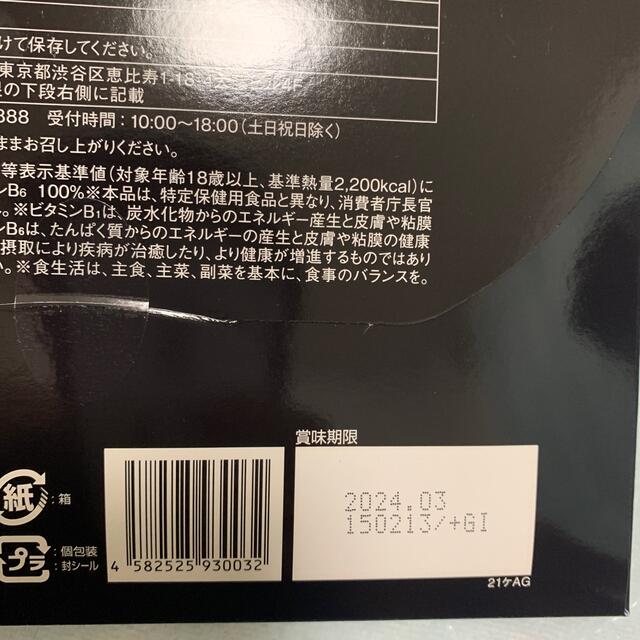 けて保存してください。
東京都渋谷区恵比寿1-18-
の下段右側に記載
888 受付時間：10:00〜18:00（土日祝日除く）
ままお召し上がりください。
等表示基準値（対象年齢18歳以上、基準熱量2,200kcal）に
ンB6 100%※本品は、特定保健用食品と異なり、消費者庁長官
。※ビタミンB1は、炭水化物からのエネルギー産生と皮膚や粘膜
ンB6は、たんぱく質からのエネルギーの産生と皮膚や粘膜の健康
摂取により疾病が治癒したり、より健康が増進するものではあり
い。※食生活は、主食、主菜、副菜を基本に、食事のバランスを。
賞味期限
紙 ：箱
2024.03
150213/+GI
プラ ：個包装
：封シール
4 582525 930032
21ケAG